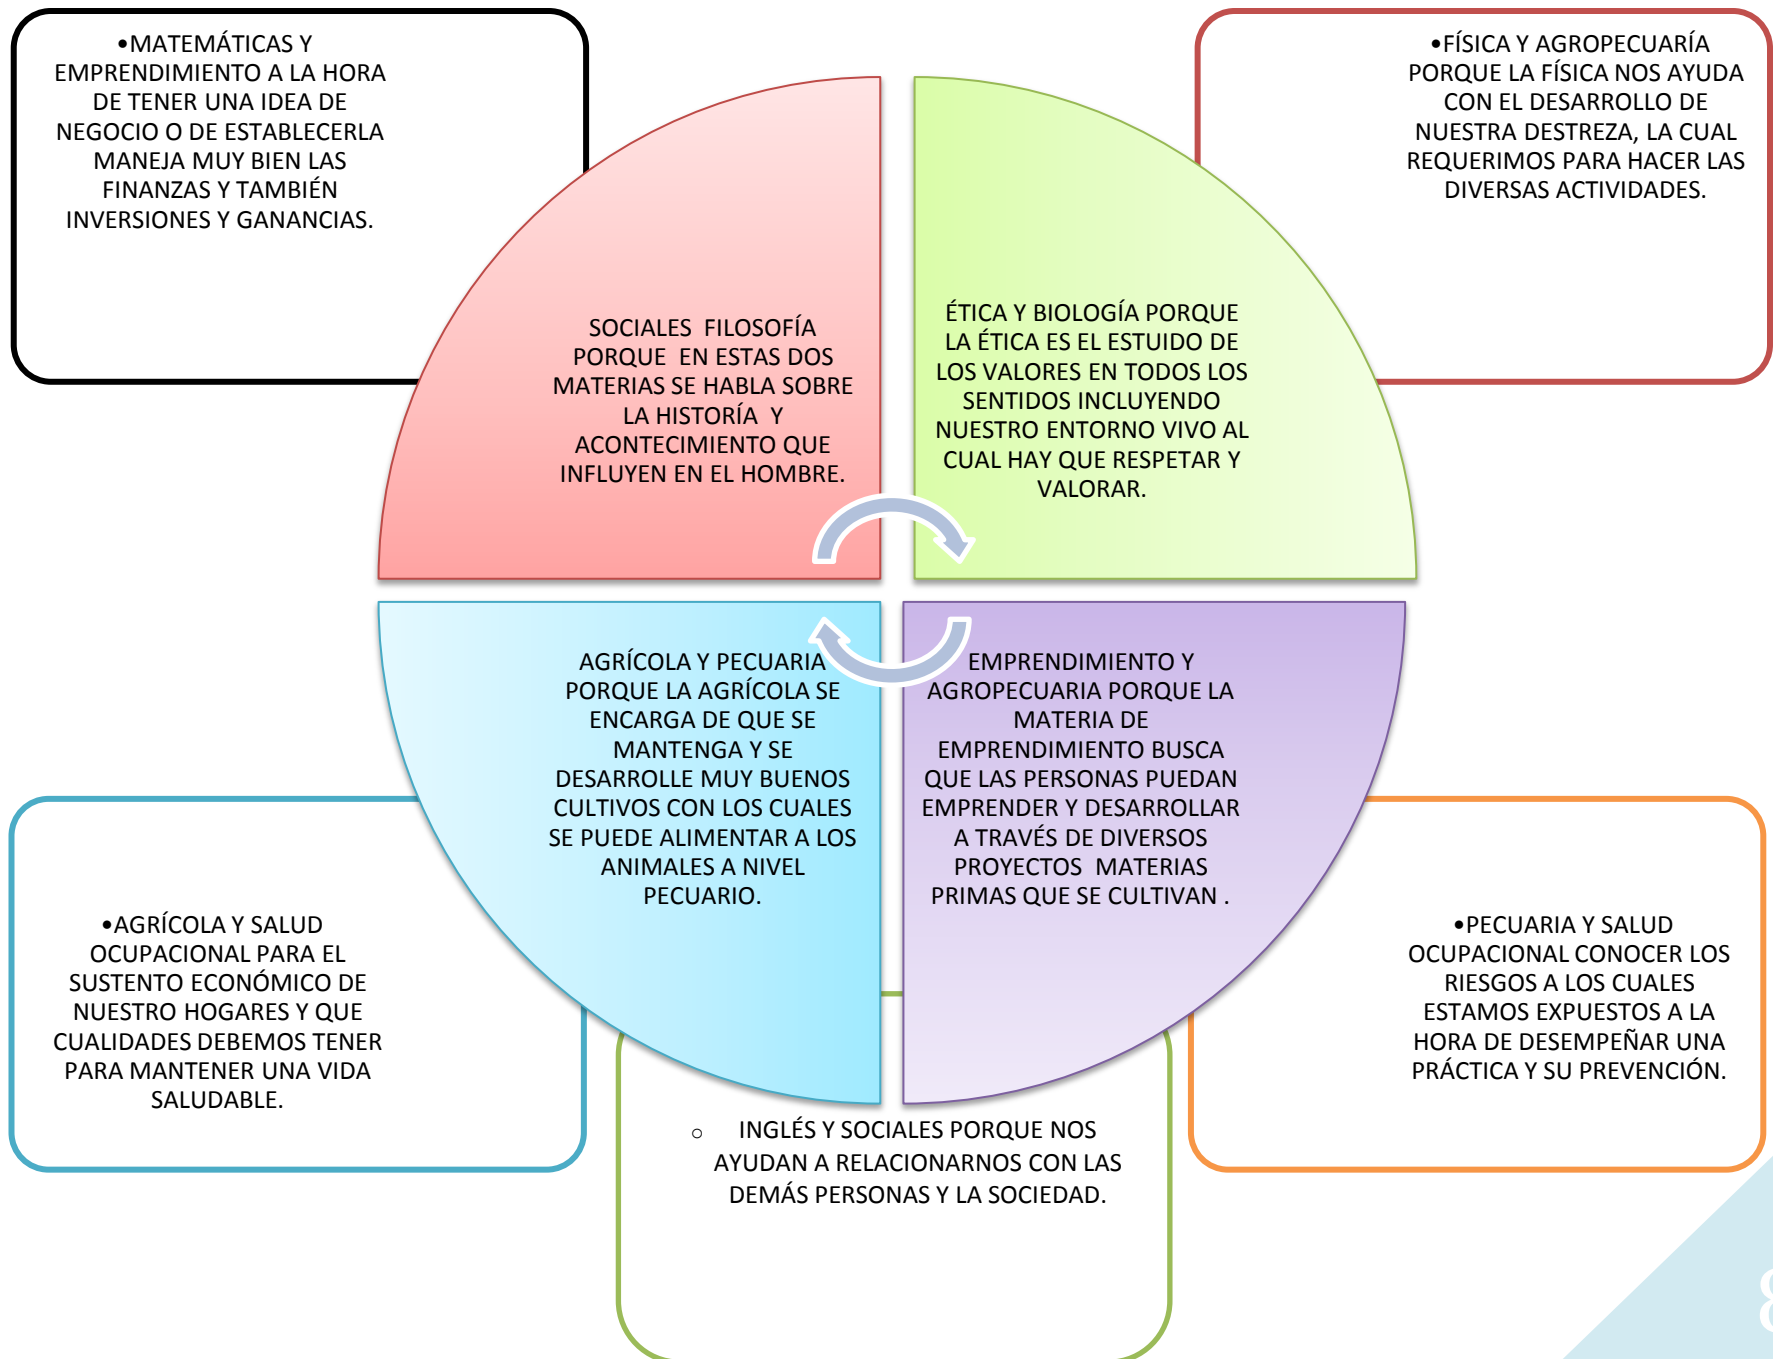 •MATEMÁTICAS Y
EMPRENDIMIENTO A LA HORA
DE TENER UNA IDEA DE
NEGOCIO O DE ESTABLECERLA
MANEJA MUY BIEN LAS
FINANZAS Y TAMBIÉN
INVERSIONES Y GANANCIAS.
•FÍSICA Y AGROPECUARÍA
PORQUE LA FÍSICA NOS AYUDA
CON EL DESARROLLO DE
NUESTRA DESTREZA, LA CUAL
REQUERIMOS PARA HACER LAS
DIVERSAS ACTIVIDADES.
SOCIALES  FILOSOFÍA
PORQUE  EN ESTAS DOS
MATERIAS SE HABLA SOBRE
LA HISTORÍA  Y
ACONTECIMIENTO QUE
INFLUYEN EN EL HOMBRE.
ÉTICA Y BIOLOGÍA PORQUE
LA ÉTICA ES EL ESTUIDO DE
LOS VALORES EN TODOS LOS
SENTIDOS INCLUYENDO
NUESTRO ENTORNO VIVO AL
CUAL HAY QUE RESPETAR Y
VALORAR.
AGRÍCOLA Y PECUARIA
PORQUE LA AGRÍCOLA SE
ENCARGA DE QUE SE
MANTENGA Y SE
DESARROLLE MUY BUENOS
CULTIVOS CON LOS CUALES
SE PUEDE ALIMENTAR A LOS
ANIMALES A NIVEL
PECUARIO.
EMPRENDIMIENTO Y
AGROPECUARIA PORQUE LA
MATERIA DE
EMPRENDIMIENTO BUSCA
QUE LAS PERSONAS PUEDAN
EMPRENDER Y DESARROLLAR
A TRAVÉS DE DIVERSOS
PROYECTOS  MATERIAS
PRIMAS QUE SE CULTIVAN .
•AGRÍCOLA Y SALUD
OCUPACIONAL PARA EL
SUSTENTO ECONÓMICO DE
NUESTRO HOGARES Y QUE
CUALIDADES DEBEMOS TENER
PARA MANTENER UNA VIDA
SALUDABLE.
•PECUARIA Y SALUD
OCUPACIONAL CONOCER LOS
RIESGOS A LOS CUALES
ESTAMOS EXPUESTOS A LA
HORA DE DESEMPEÑAR UNA
PRÁCTICA Y SU PREVENCIÓN.
o INGLÉS Y SOCIALES PORQUE NOS
AYUDAN A RELACIONARNOS CON LAS
DEMÁS PERSONAS Y LA SOCIEDAD.
8